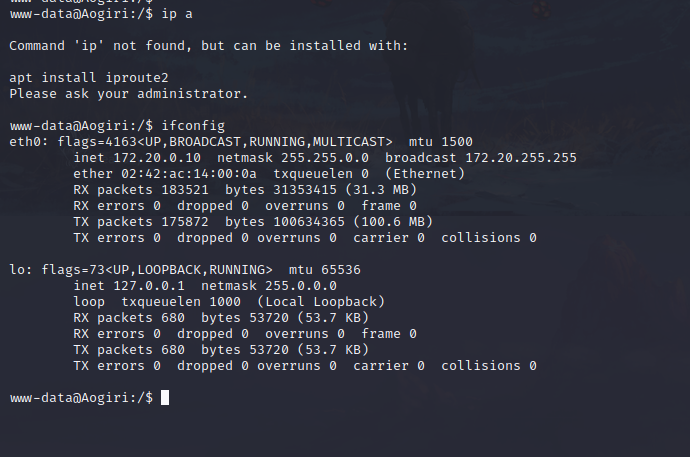 www-data@Aogiri:/$
www-data@Aogiri:/$ ip a
Command 'ip' not found, but can be installed with:
apt install iproute2
Please ask your administrator.
www-data@Aogiri:/$ ifconfig
eth0: flags=4163<UP,BROADCAST,RUNNING,MULTICAST>  mtu 1500
        inet 172.20.0.10  netmask 255.255.0.0  broadcast 172.20.255.255
        ether 02:42:ac:14:00:0a  txqueuelen 0  (Ethernet)
        RX packets 183521  bytes 31353415 (31.3 MB)
        RX errors 0  dropped 0  overruns 0  frame 0
        TX packets 175872  bytes 100634365 (100.6 MB)
        TX errors 0  dropped 0 overruns 0  carrier 0  collisions 0
lo: flags=73<UP,LOOPBACK,RUNNING>  mtu 65536
        inet 127.0.0.1  netmask 255.0.0.0
        loop  txqueuelen 1000  (Local Loopback)
        RX packets 680  bytes 53720 (53.7 KB)
        RX errors 0  dropped 0  overruns 0  frame 0
        TX packets 680  bytes 53720 (53.7 KB)
        TX errors 0  dropped 0 overruns 0  carrier 0  collisions 0
www-data@Aogiri:/$